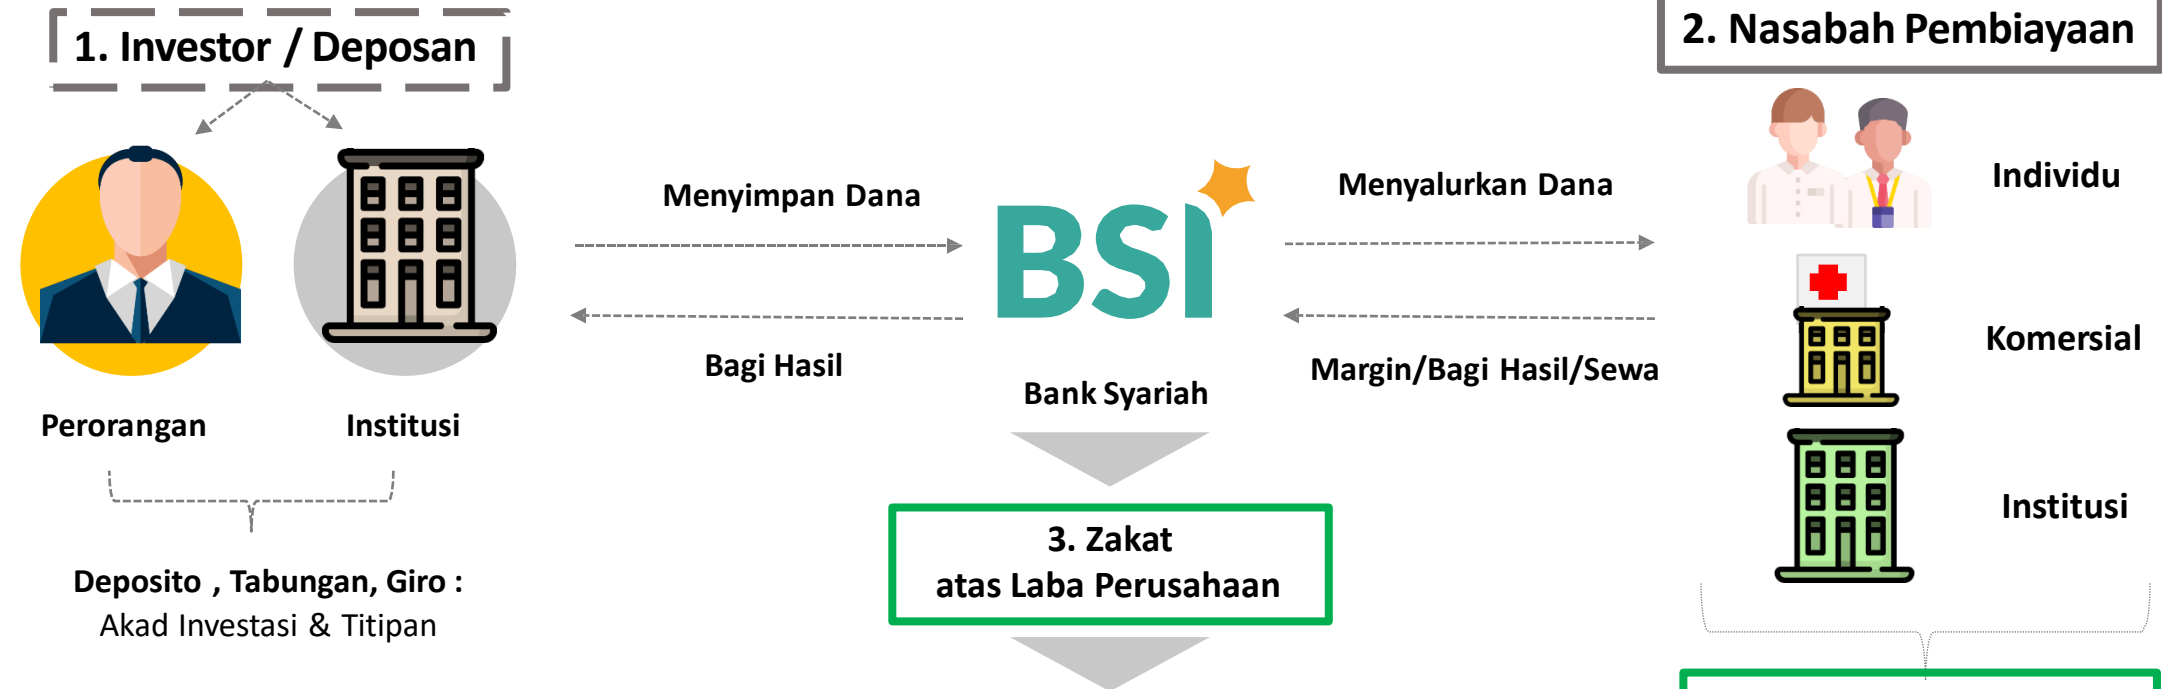 1. Investor / Deposan
2. Nasabah Pembiayaan
Perorangan
Institusi
Deposito , Tabungan, Giro :
Akad Investasi & Titipan
Menyimpan Dana
Bagi Hasil
BSI
Bank Syariah
3. Zakat
atas Laba Perusahaan
Menyalurkan Dana
Margin/Bagi Hasil/Sewa
Individu
Komersial
Institusi